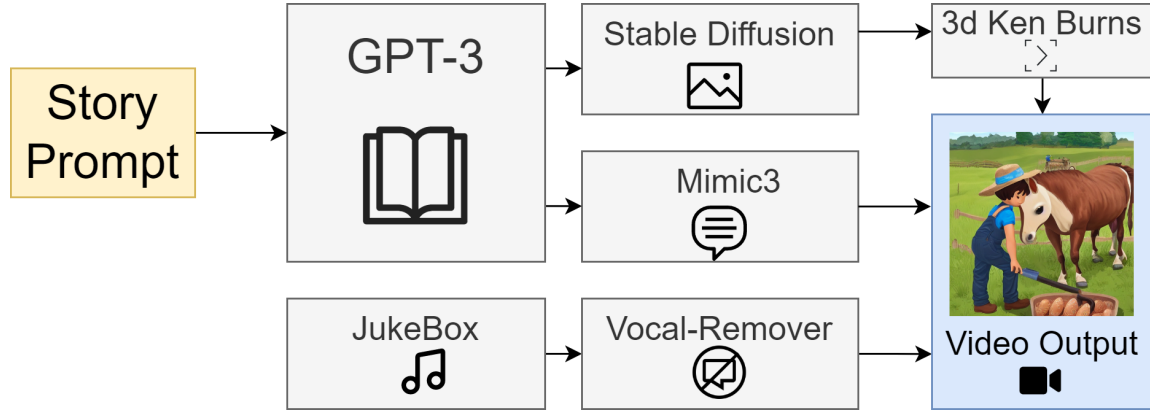 Story
Prompt
GPT-3
Stable Diffusion
3d Ken Burns
Mimic3
JukeBox
Vocal-Remover
Video Output